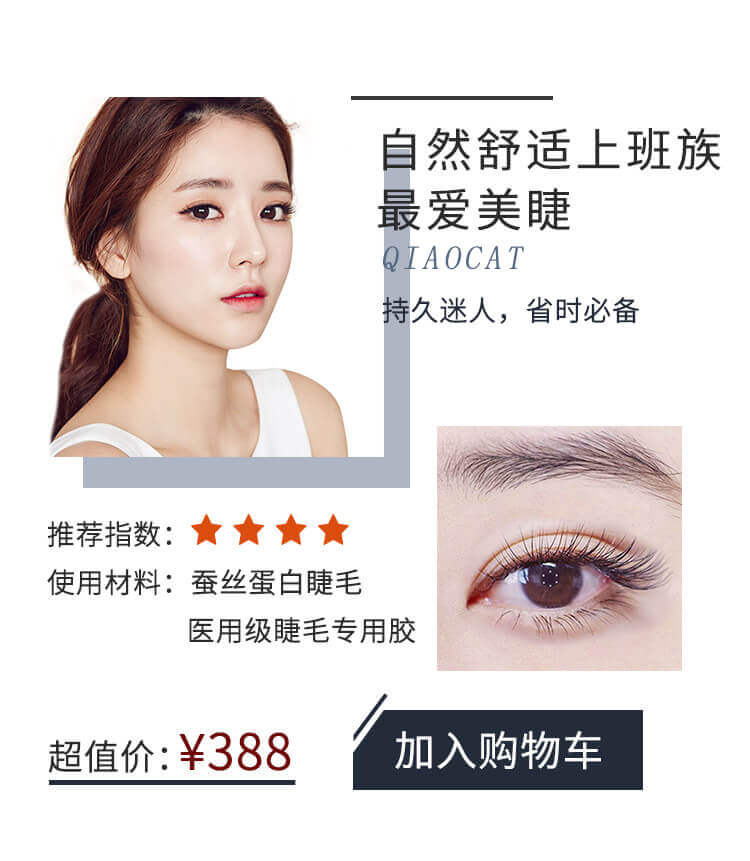 自然舒适上班族
最爱美睫
QIAOCAT
持久迷人，省时必备
推荐指数：
使用材料：蚕丝蛋白睫毛
医用级睫毛专用胶
超值价：¥388
加入购物车